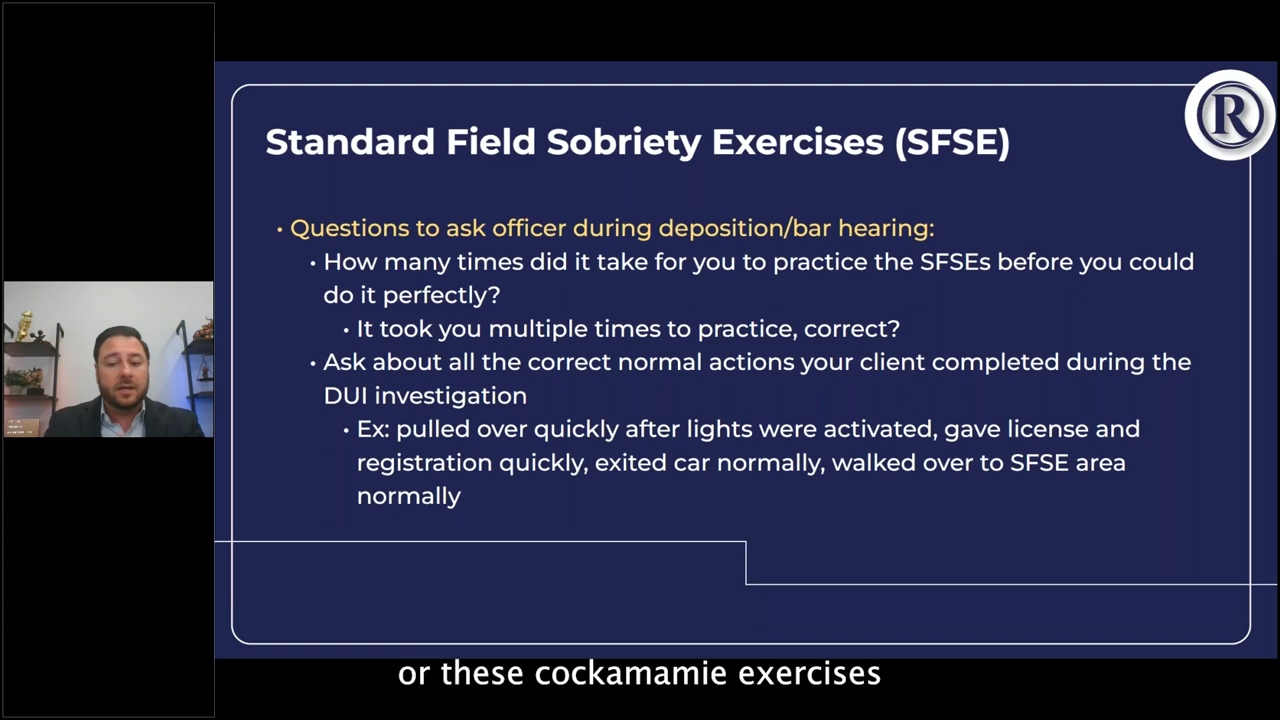 R
Standard Field Sobriety Exercises (SFSE)
• Questions to ask officer during deposition/bar hearing:
• How many times did it take for you to practice the SFSEs before you could
do it perfectly?
• It took you multiple times to practice, correct?
• Ask about all the correct normal actions your client completed during the
DUI investigation
• Ex: pulled over quickly after lights were activated, gave license and
registration quickly, exited car normally, walked over to SFSE area
normally
or these cockamamie exercises